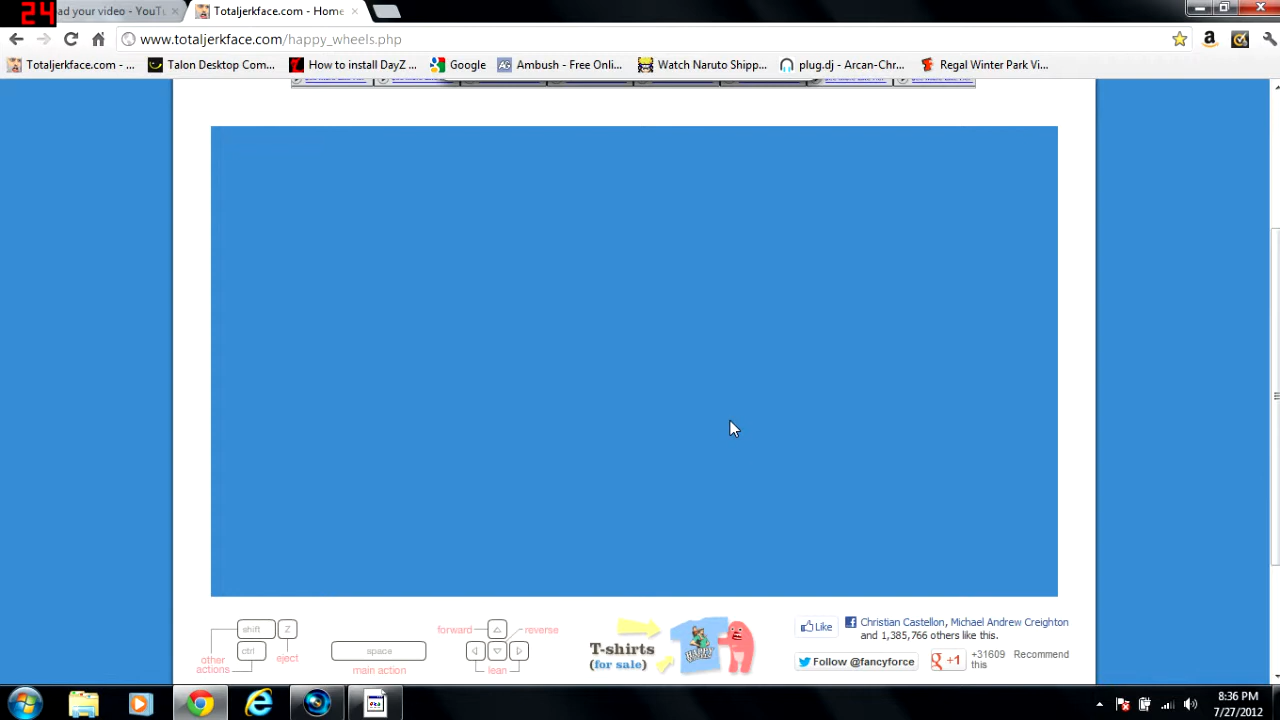 24
ad your video - YouTu
Totaljerkface.com - Home
www.totaljerkface.com/happy_wheels.php
Totaljerkface.com - ...
Talon Desktop Com...
How to install DayZ ...
Google
AG
Ambush - Free Onli...
Watch Naruto Shipp...
plug.dj - Arcan-Chr...
Regal Winter Park Vi...
shift
Z
ctrl
other
actions
eject
space
main action
forward
reverse
lean
T-shirts
(for sale)
HAPPY
WHEELS
Like
Christian Castellon, Michael Andrew Creighton
and 1,385,766 others like this.
Follow @fancyforce
+1
+31609
Recommend
this
8:36 PM
7/27/2012